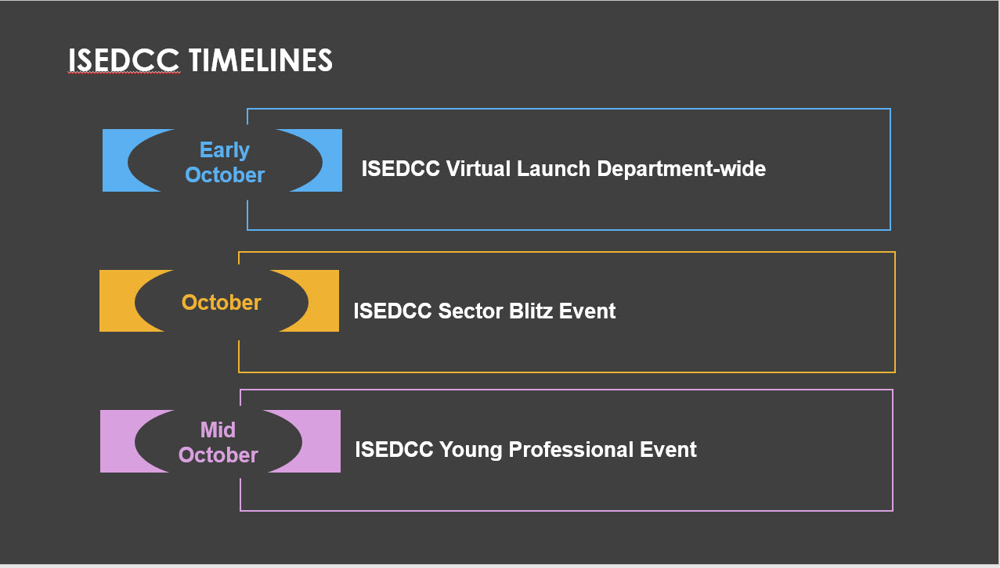 ISEDCC TIMELINES
Early
October
ISEDCC Virtual Launch Department-wide
October
ISEDCC Sector Blitz Event
Mid
October
ISEDCC Young Professional Event